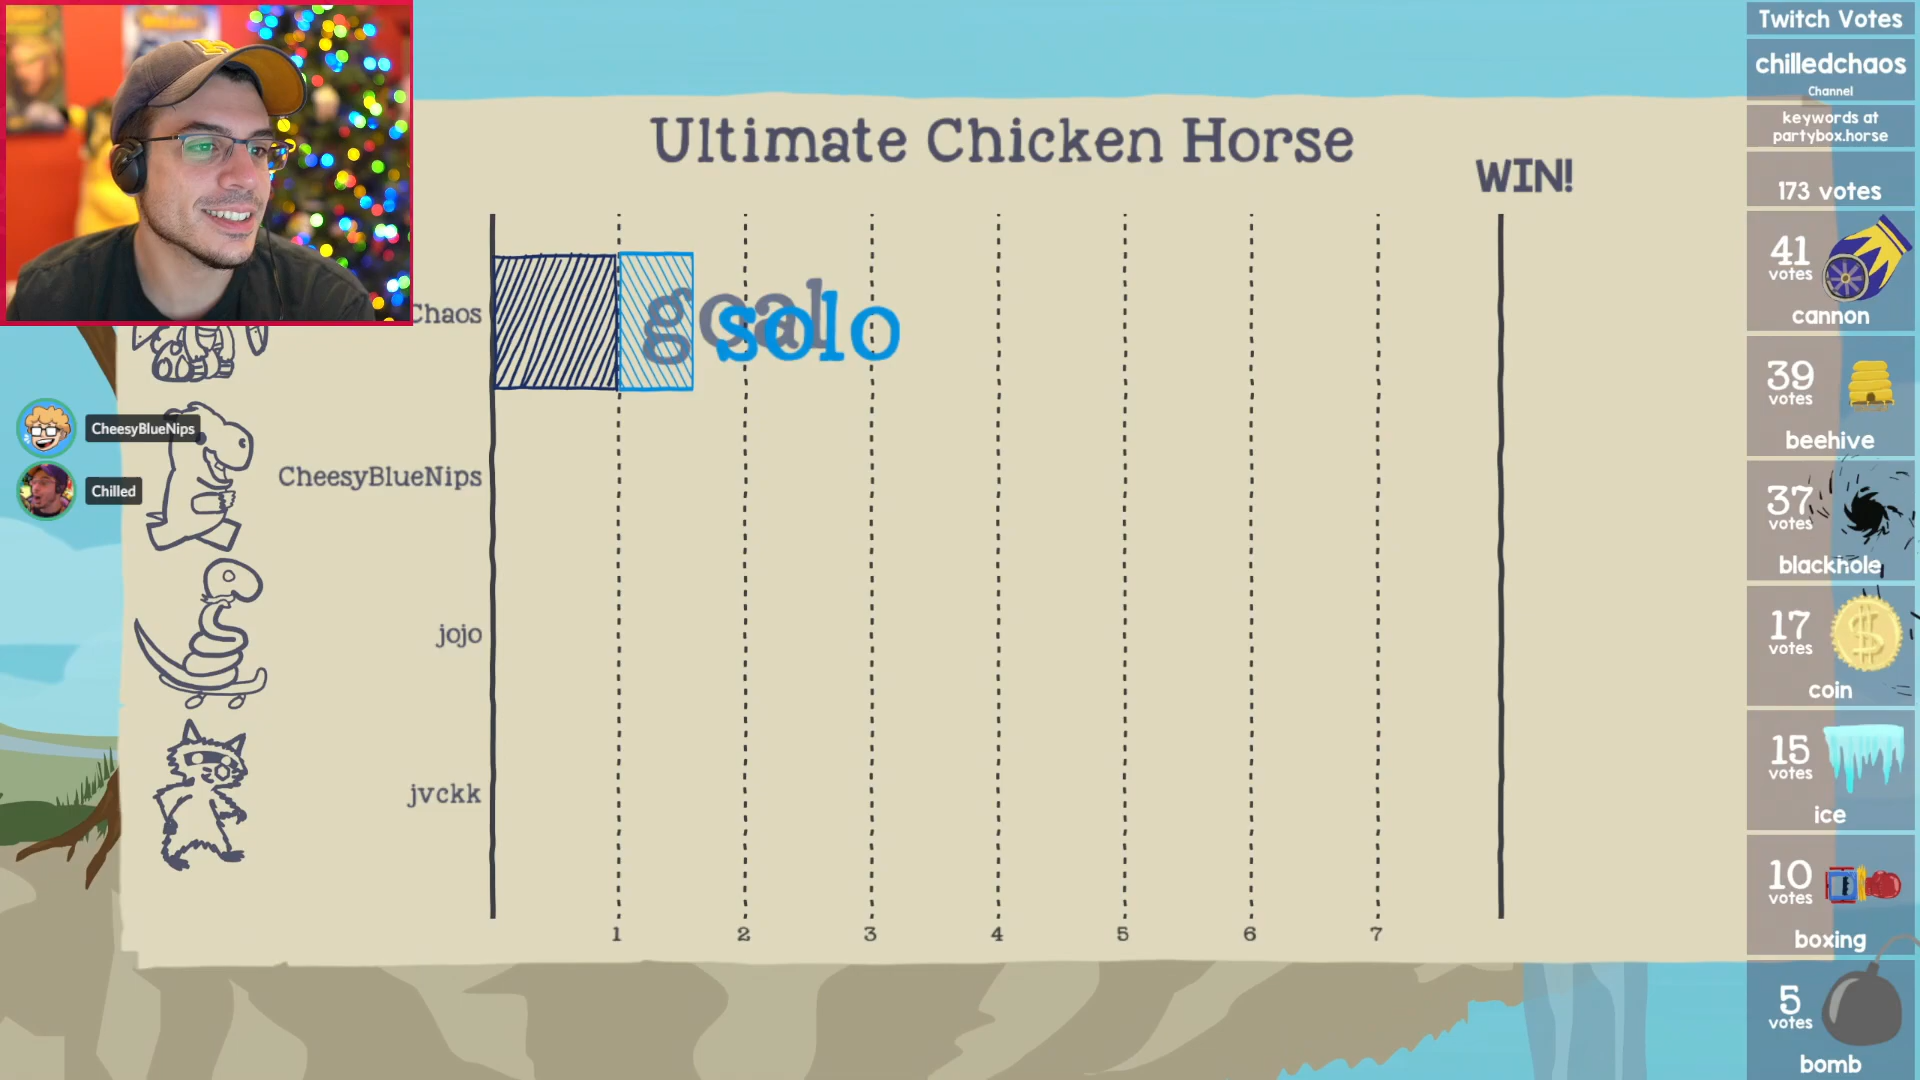 Ultimate Chicken Horse
WIN!
Chaos
goal
solo
CheesyBlueNips
Chilled
CheesyBlueNips
jojo
jvckk
1 2 3 4 5 6 7
Twitch Votes
chilledchaos
Channel
keywords at
partybox.horse
173 votes
41
votes
cannon
39
votes
beehive
37
votes
blackhole
17
votes
coin
15
votes
ice
10
votes
boxing
5
votes
bomb